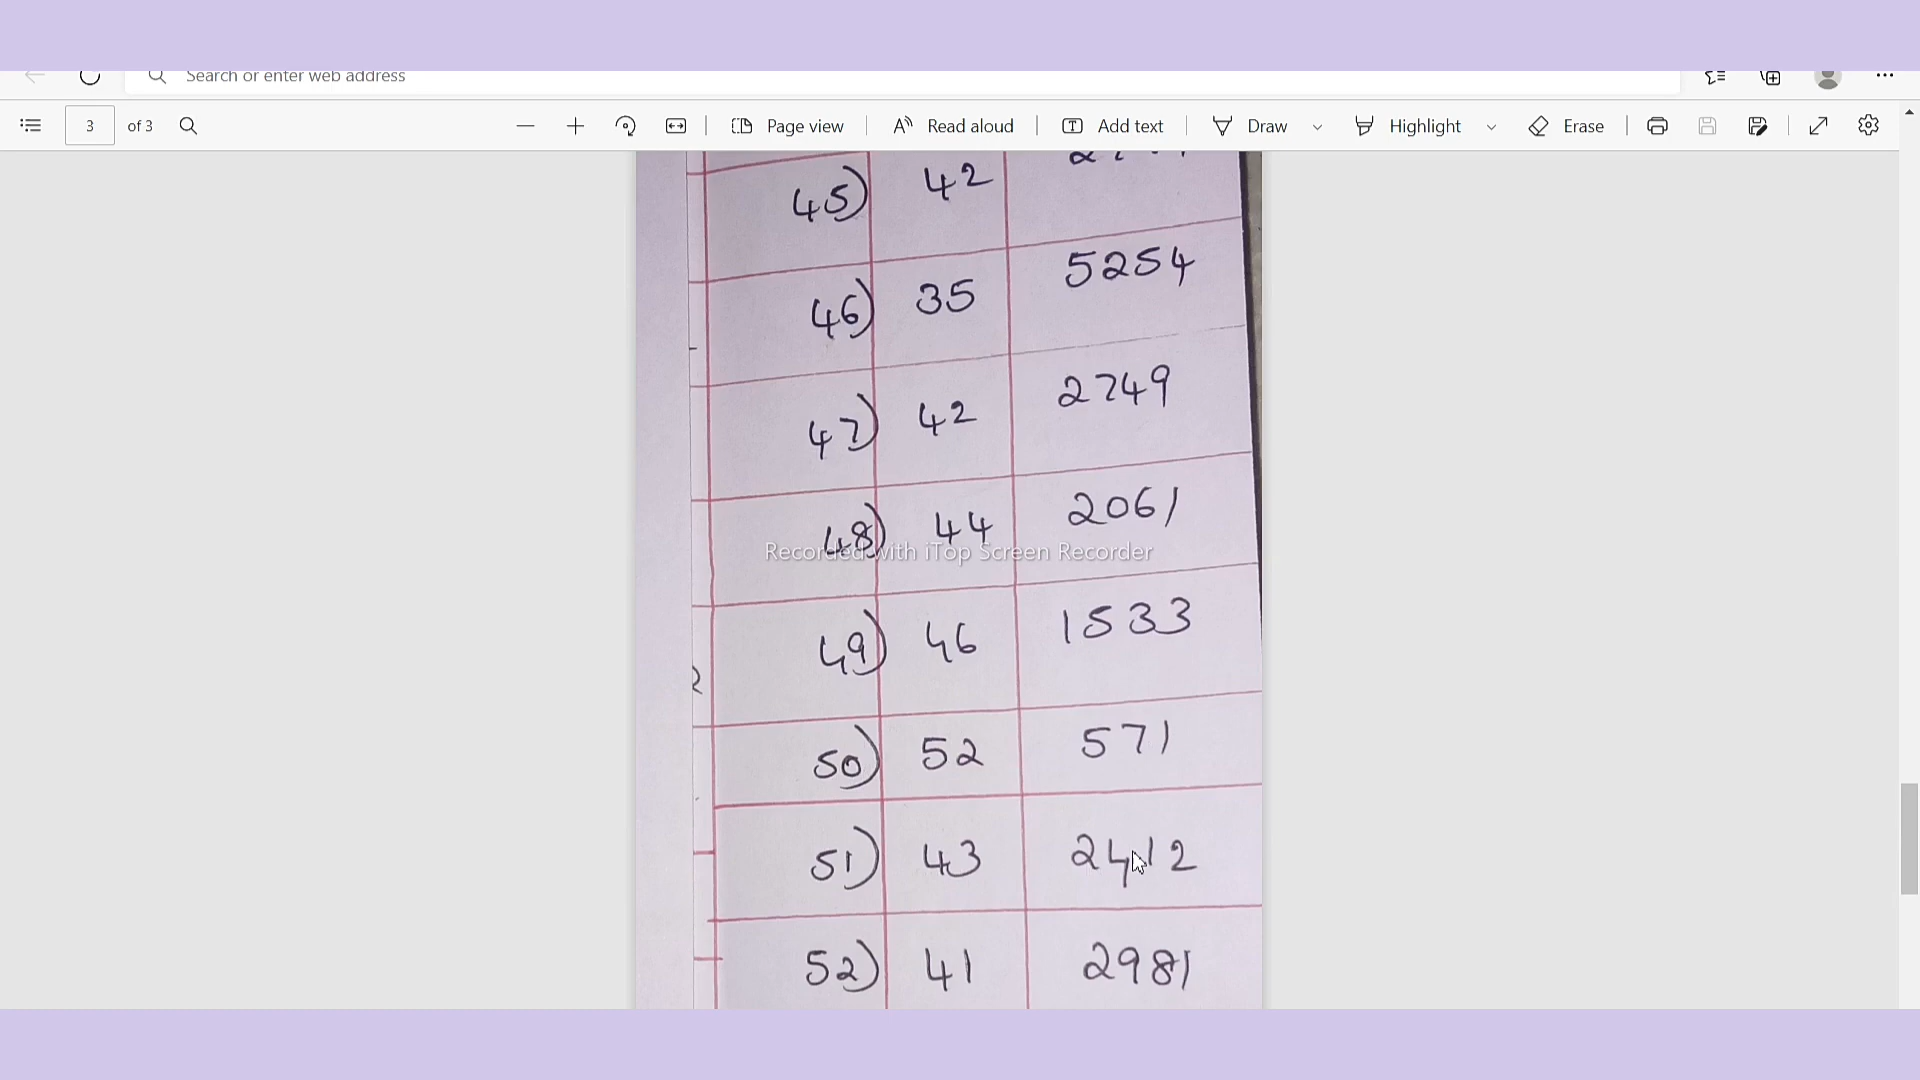 Search or enter web address
3 of 3 Page view A)) Read aloud Add text Draw Highlight Erase
45) 42
46) 35 5254
47) 42 2749
48) 44 2061
Recorded with iTop Screen Recorder
49) 46 1533
50) 52 571
51) 43 2412
52) 41 2981